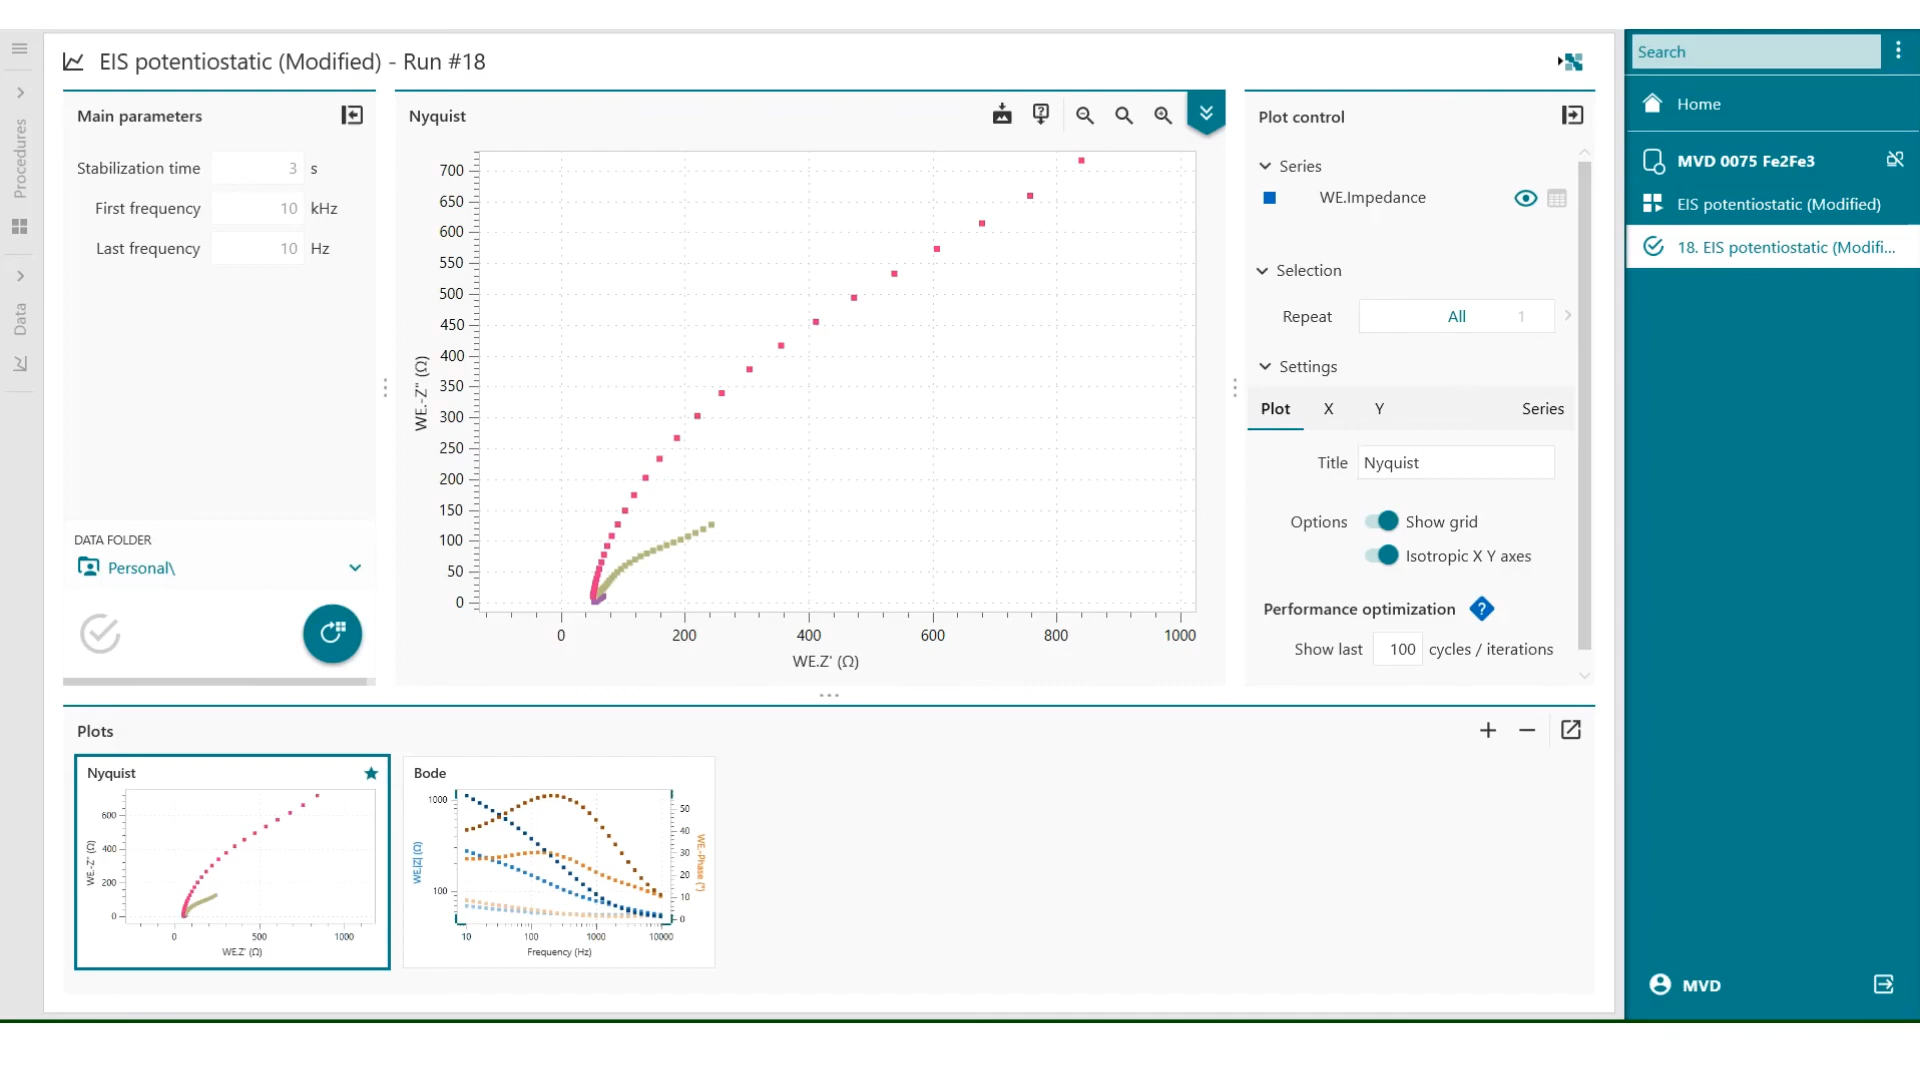 EIS potentiostatic (Modified) - Run #18
Procedures
Data
Main parameters
Stabilization time 3 s
First frequency 10 kHz
Last frequency 10 Hz
DATA FOLDER
Personal\
Nyquist
700
650
600
550
500
450
400
350
300
250
200
150
100
50
0
WE.-Z" (Ω)
0 200 400 600 800 1000
WE.Z' (Ω)
Plot control
Series
WE.Impedance
Selection
Repeat All 1
Settings
Plot X Y Series
Title Nyquist
Options Show grid
Isotropic X Y axes
Performance optimization ?
Show last 100 cycles / iterations
Plots
Nyquist
600
400
200
0
WE.-Z" (Ω)
0 500 1000
WE.Z' (Ω)
Bode
1000
100
WE.|Z| (Ω)
50
40
30
20
10
0
WE.-Phase (°)
10 100 1000 10000
Frequency (Hz)
Search
Home
MVD 0075 Fe2Fe3
EIS potentiostatic (Modified)
18. EIS potentiostatic (Modifi...
MVD